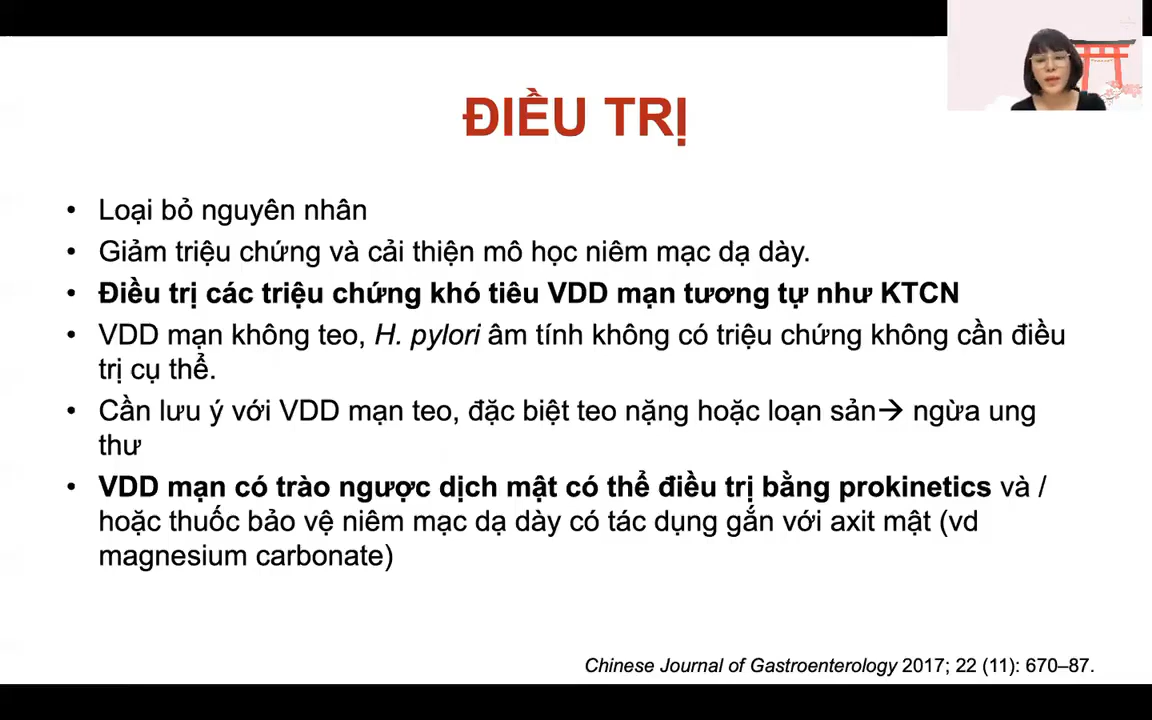 ĐIỀU TRỊ
• Loại bỏ nguyên nhân
• Giảm triệu chứng và cải thiện mô học niêm mạc dạ dày.
• Điều trị các triệu chứng khó tiêu VDD mạn tương tự như KTCN
• VDD mạn không teo, H. pylori âm tính không có triệu chứng không cần điều
trị cụ thể.
• Cần lưu ý với VDD mạn teo, đặc biệt teo nặng hoặc loạn sản→ ngừa ung
thư
• VDD mạn có trào ngược dịch mật có thể điều trị bằng prokinetics và /
hoặc thuốc bảo vệ niêm mạc dạ dày có tác dụng gắn với axit mật (vd
magnesium carbonate)
Chinese Journal of Gastroenterology 2017; 22 (11): 670–87.